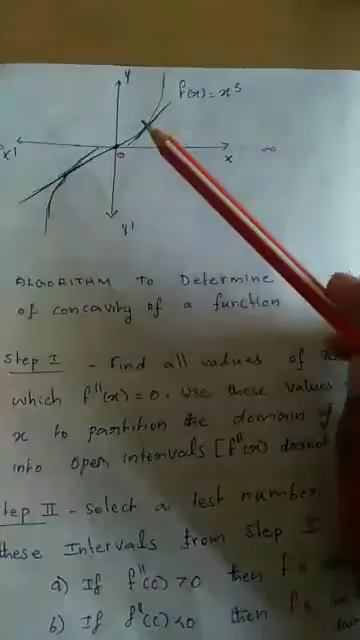 y
f(x) = x³
x'
o
x
∞
y'
ALGORITHM To Determine
of concavity of a function
Step I - Find all values of
which f''(x) = 0. Use these values
x to partition the domain of
into open intervals [f''(x) doesnot
Step II - Select a test number
these Intervals from Step I
a) If f''(c) > 0 then f
b) If f''(c) < 0 then f